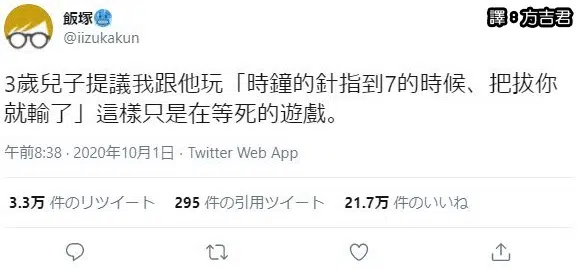 飯塚🥶
@iizukakun
譯8方吉君
3歲兒子提議我跟他玩「時鐘的針指到7的時候、把拔你
就輸了」這樣只是在等死的遊戲。
午前8:38 · 2020年10月1日 · Twitter Web App
3.3万 件のリツイート 295 件の引用ツイート 21.7万 件のいいね